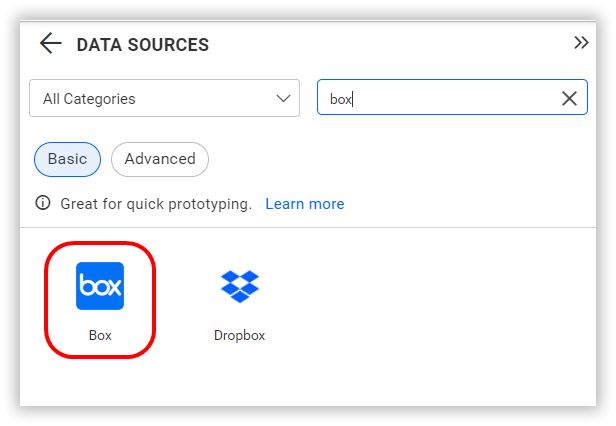 DATA SOURCES
All Categories
box
Basic
Advanced
Great for quick prototyping. Learn more
box
Box
Dropbox